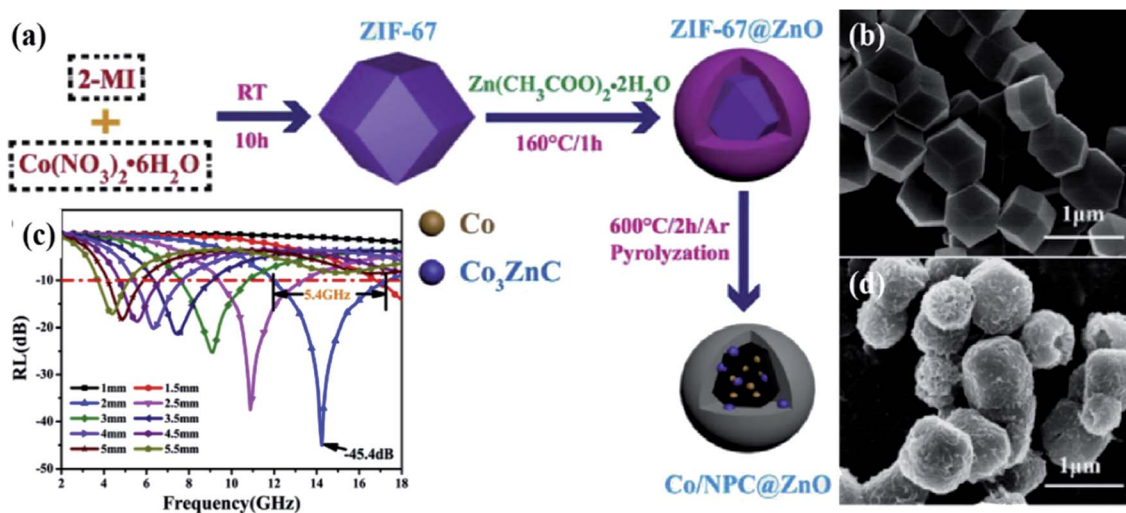 (a)
2-MI
+
Co(NO3)2•6H2O
RT
10h
ZIF-67
Zn(CH3COO)2•2H2O
160°C/1h
ZIF-67@ZnO
600°C/2h/Ar
Pyrolyzation
Co
Co3ZnC
Co/NPC@ZnO
(b)
1μm
(c)
RL(dB)
-10
-20
-30
-40
-50
5.4GHz
-45.4dB
1mm
1.5mm
2mm
2.5mm
3mm
3.5mm
4mm
4.5mm
5mm
5.5mm
2 4 6 8 10 12 14 16 18
Frequency(GHz)
(d)
1μm